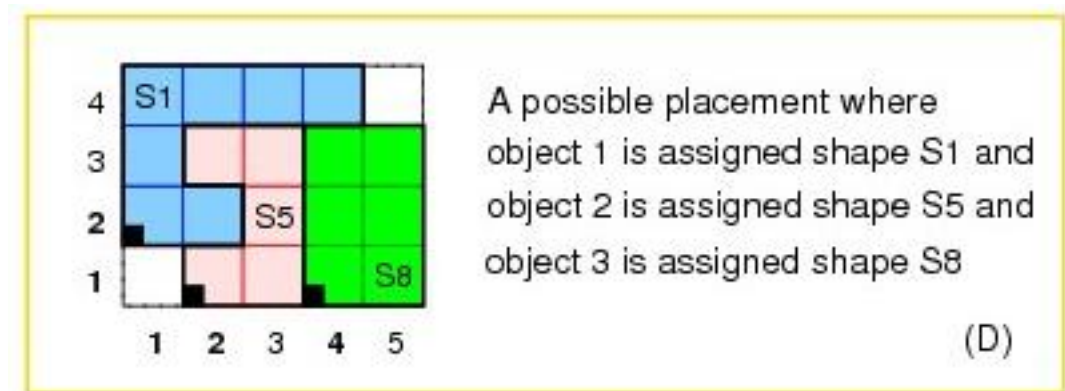 4 S1
3
2 S5
1 S8
1 2 3 4 5
A possible placement where
object 1 is assigned shape S1 and
object 2 is assigned shape S5 and
object 3 is assigned shape S8
(D)